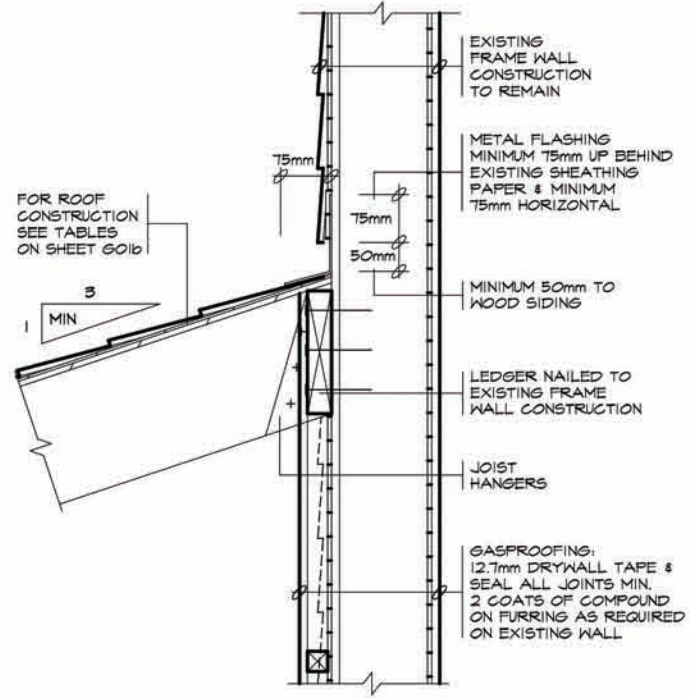 EXISTING
FRAME WALL
CONSTRUCTION
TO REMAIN
METAL FLASHING
MINIMUM 75mm UP BEHIND
EXISTING SHEATHING
PAPER & MINIMUM
75mm HORIZONTAL
75mm
75mm
50mm
FOR ROOF
CONSTRUCTION
SEE TABLES
ON SHEET G01b
3
1
MIN
MINIMUM 50mm TO
WOOD SIDING
LEDGER NAILED TO
EXISTING FRAME
WALL CONSTRUCTION
JOIST
HANGERS
GASPROOFING:
12.7mm DRYWALL TAPE &
SEAL ALL JOINTS MIN.
2 COATS OF COMPOUND
ON FURRING AS REQUIRED
ON EXISTING WALL